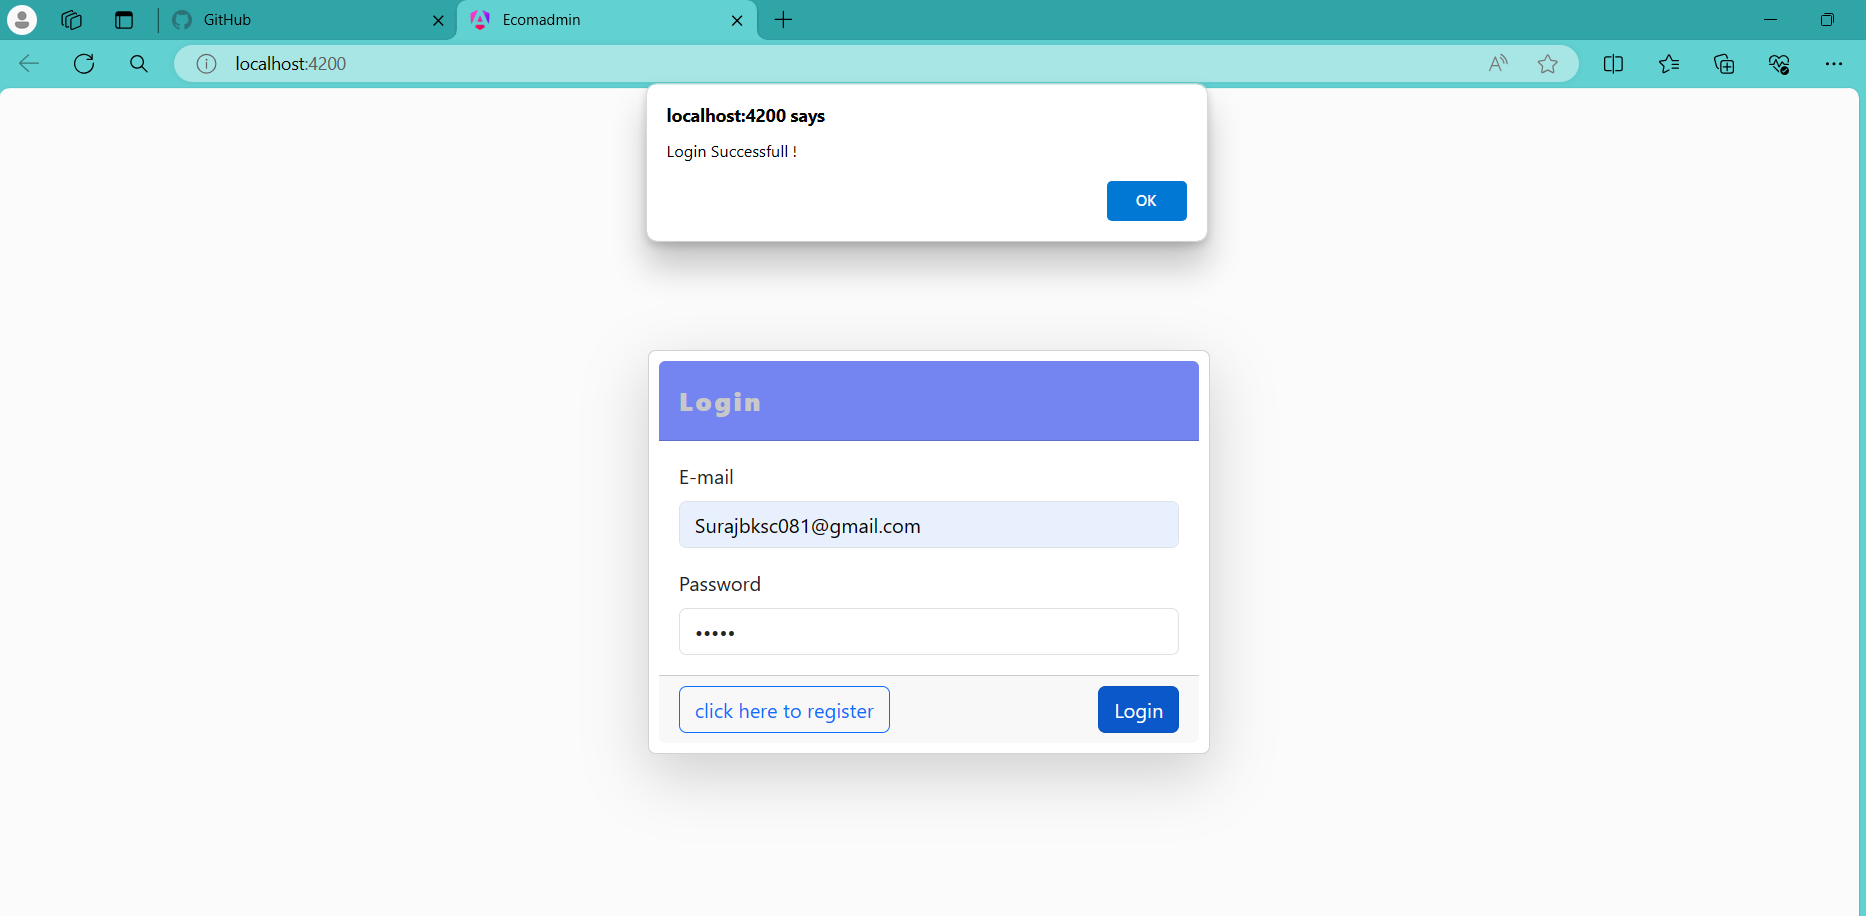 GitHub
Ecomadmin
localhost:4200
localhost:4200 says
Login Successfull !
OK
Login
E-mail
Surajbksc081@gmail.com
Password
•••••
click here to register
Login